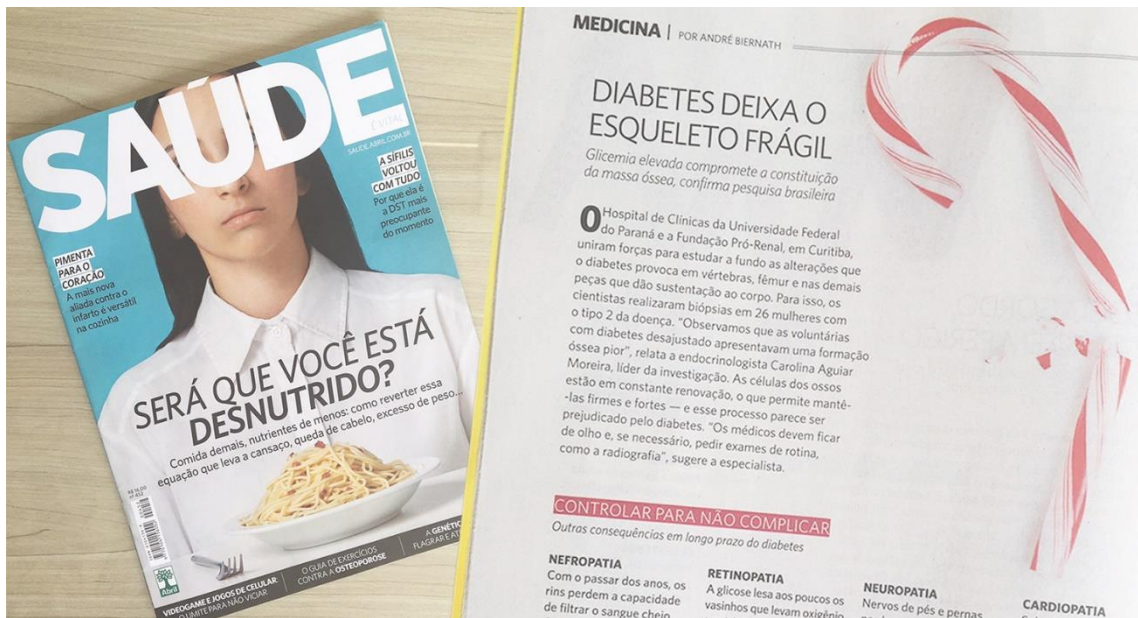 SAÚDE
É VITAL
SAUDE.ABRIL.COM.BR
A SÍFILIS
VOLTOU
COM TUDO
Por que ela é
a DST mais
preocupante
do momento
PIMENTA
PARA O
CORAÇÃO
A mais nova
aliada contra o
infarto é versátil
na cozinha
SERÁ QUE VOCÊ ESTÁ
DESNUTRIDO?
Comida demais, nutrientes de menos: como reverter essa
equação que leva a cansaço, queda de cabelo, excesso de peso...
R$ 16,00
Abril
VIDEOGAME E JOGOS DE CELULAR
O LIMITE PARA NÃO VICIAR
O GUIA DE EXERCÍCIOS
CONTRA A OSTEOPOROSE
A GENÉTIC
FLAGRAR E AT
MEDICINA | POR ANDRÉ BIERNATH
DIABETES DEIXA O
ESQUELETO FRÁGIL
Glicemia elevada compromete a constituição
da massa óssea, confirma pesquisa brasileira
O Hospital de Clínicas da Universidade Federal
do Paraná e a Fundação Pró-Renal, em Curitiba,
uniram forças para estudar a fundo as alterações que
o diabetes provoca em vértebras, fêmur e nas demais
peças que dão sustentação ao corpo. Para isso, os
cientistas realizaram biópsias em 26 mulheres com
o tipo 2 da doença. “Observamos que as voluntárias
com diabetes desajustado apresentavam uma formação
óssea pior”, relata a endocrinologista Carolina Aguiar
Moreira, líder da investigação. As células dos ossos
estão em constante renovação, o que permite mantê-
-las firmes e fortes — e esse processo parece ser
prejudicado pelo diabetes. “Os médicos devem ficar
de olho e, se necessário, pedir exames de rotina,
como a radiografia”, sugere a especialista.
CONTROLAR PARA NÃO COMPLICAR
Outras consequências em longo prazo do diabetes
NEFROPATIA
Com o passar dos anos, os
rins perdem a capacidade
de filtrar o sangue cheio
RETINOPATIA
A glicose lesa aos poucos os
vasinhos que levam oxigênio
NEUROPATIA
Nervos de pés e pernas
CARDIOPATIA